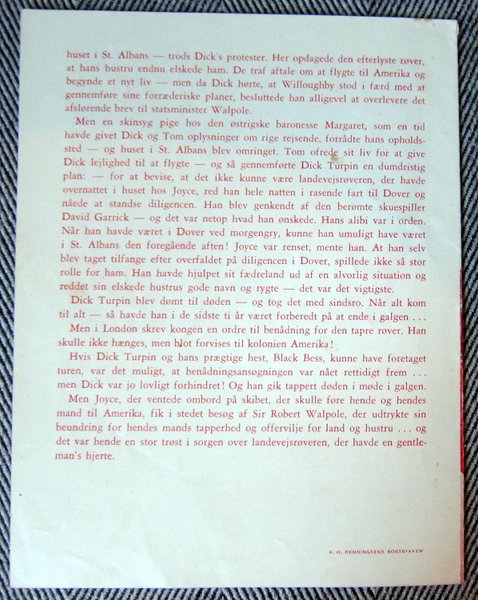 huset i St. Albans — trods Dick's protester. Her opdagede den efterlyste røver,
at hans hustru endnu elskede ham. De traf aftale om at flygte til Amerika og
begynde et nyt liv — men da Dick hørte, at Willoughby stod i færd med at
gennemføre sine forræderiske planer, besluttede han alligevel at overlevere det
afslørende brev til statsminister Walpole.
Men en skinsyg pige hos den østrigske baronesse Margaret, som en tid
havde givet Dick og Tom oplysninger om rige rejsende, forrådte hans opholds-
sted — og huset i St. Albans blev omringet. Tom ofrede sit liv for at give
Dick lejlighed til at flygte — og så gennemførte Dick Turpin en dumdristig
plan: — for at bevise, at det ikke kunne være landevejsrøveren, der havde
overnattet i huset hos Joyce, red han hele natten i rasende fart til Dover og
nåede at standse diligencen. Han blev genkendt af den berømte skuespiller
David Garrick — og det var netop hvad han ønskede. Hans alibi var i orden.
Når han havde været i Dover ved morgengry, kunne han umuligt have været
i St. Albans den foregående aften! Joyce var renset, mente han. At han selv
blev taget tilfange efter overfaldet på diligencen i Dover, spillede ikke så stor
rolle for ham. Han havde hjulpet sit fædreland ud af en alvorlig situation og
reddet sin elskede hustrus gode navn og rygte — det var det vigtigste.
Dick Turpin blev dømt til døden — og tog det med sindsro. Når alt kom
til alt — så havde han i de sidste ti år været forberedt på at ende i galgen ...
Men i London skrev kongen en ordre til benådning for den tapre røver. Han
skulle ikke hænges, men blot forvises til kolonien Amerika!
Hvis Dick Turpin og hans prægtige hest, Black Bess, kunne have foretaget
turen, var det muligt, at benådningsansøgningen var nået rettidigt frem ...
men Dick var jo lovligt forhindret! Og han gik tappert døden i møde i galgen.
Men Joyce, der ventede ombord på skibet, der skulle føre hende og hendes
mand til Amerika, fik i stedet besøg af Sir Robert Walpole, der udtrykte sin
beundring for hendes mands tapperhed og offervilje for land og hustru ... og
det var hende en stor trøst i sorgen over landevejsrøveren, der havde en gentle-
man's hjerte.
A. W. HENNINGSENS BOGTRYKKERI